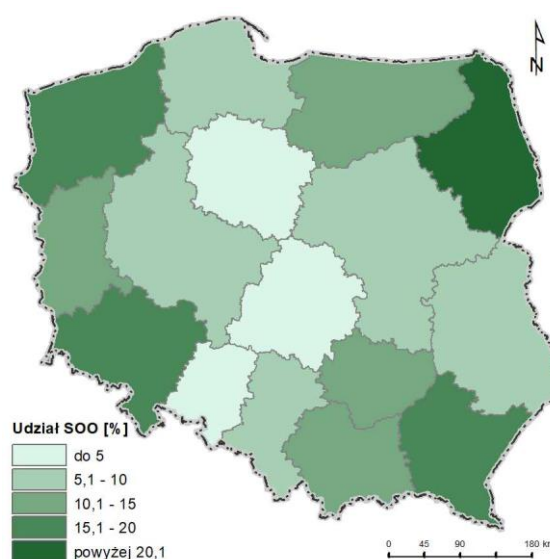 N
Udział SOO [%]
do 5
5,1 - 10
10,1 - 15
15,1 - 20
powyżej 20,1
0 45 90 180 km